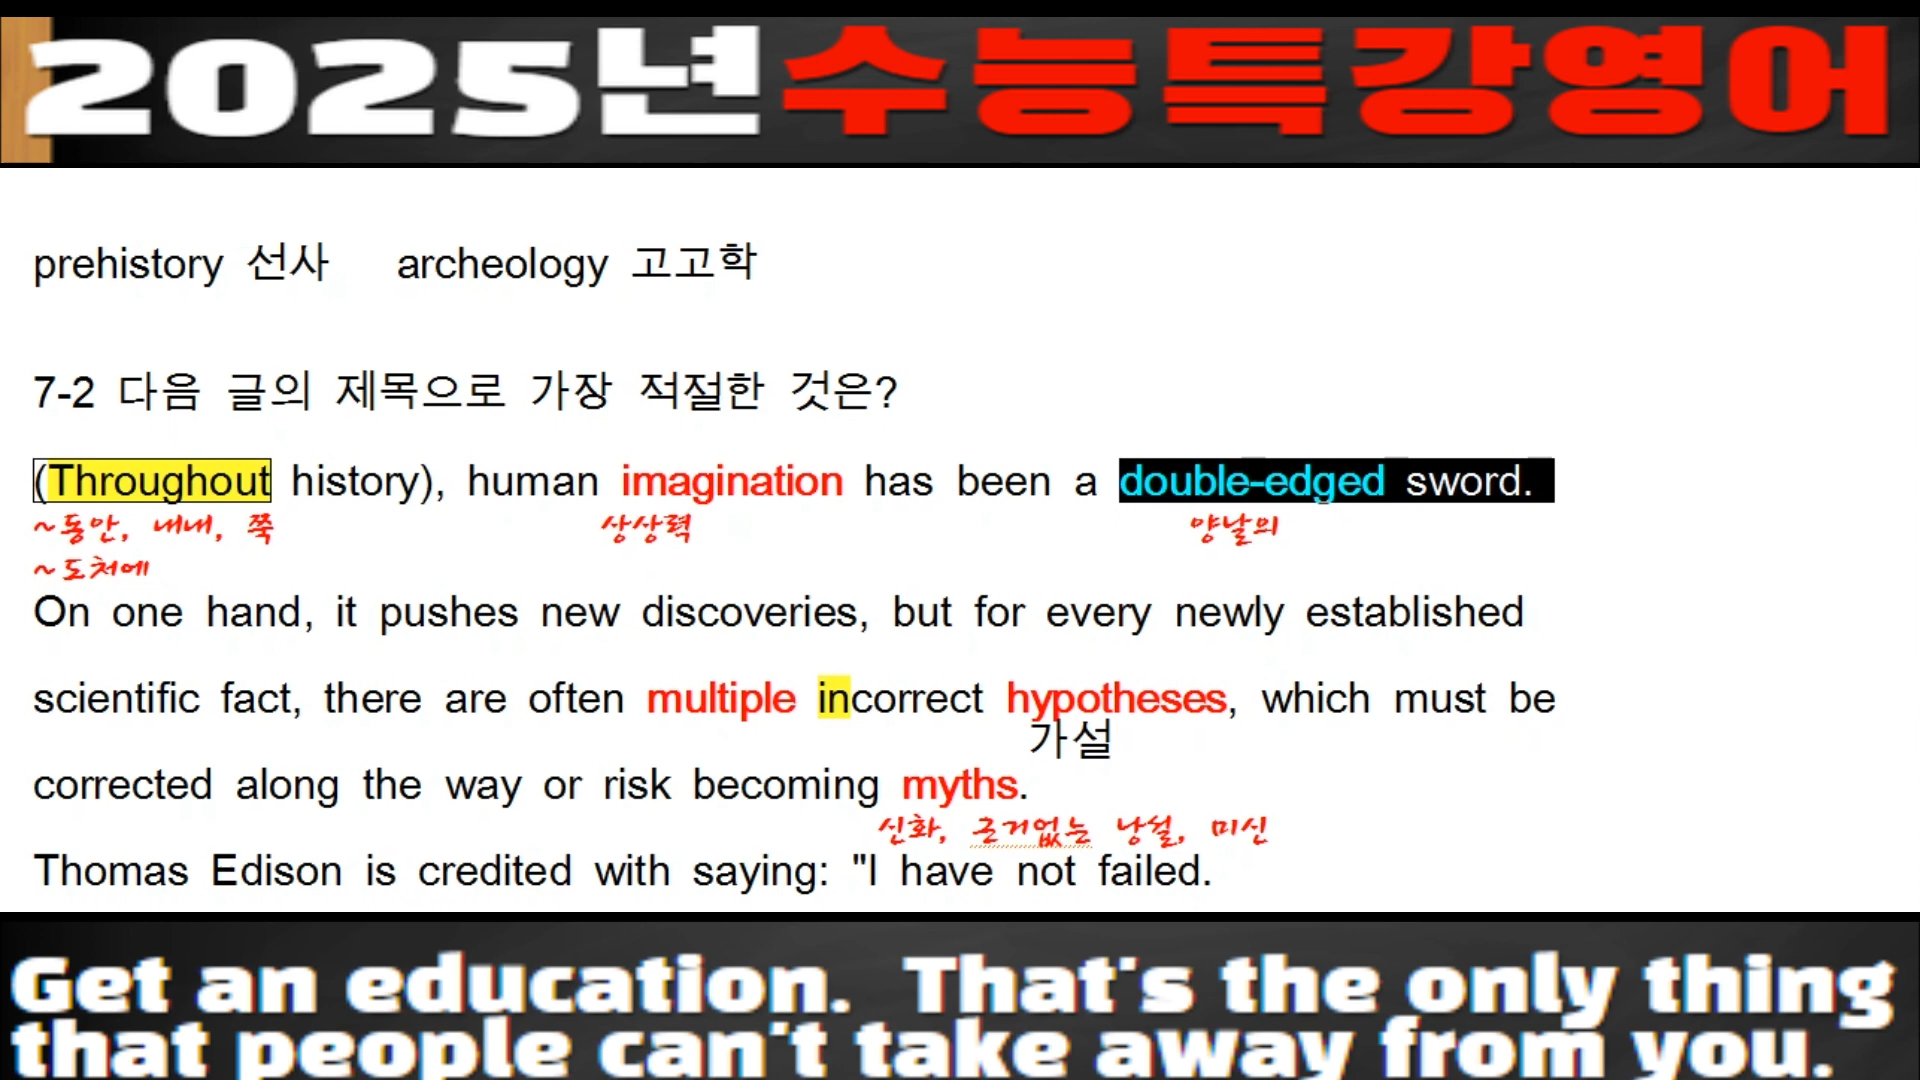 2025년수능특강영어
prehistory 선사 archeology 고고학
7-2 다음 글의 제목으로 가장 적절한 것은?
(Throughout history), human imagination has been a double-edged sword.
~동안, 내내, 쭉 상상력 양날의
~도처에
On one hand, it pushes new discoveries, but for every newly established
scientific fact, there are often multiple incorrect hypotheses, which must be
가설
corrected along the way or risk becoming myths.
신화, 근거없는 낭설, 미신
Thomas Edison is credited with saying: "I have not failed.
Get an education. That's the only thing
that people can't take away from you.